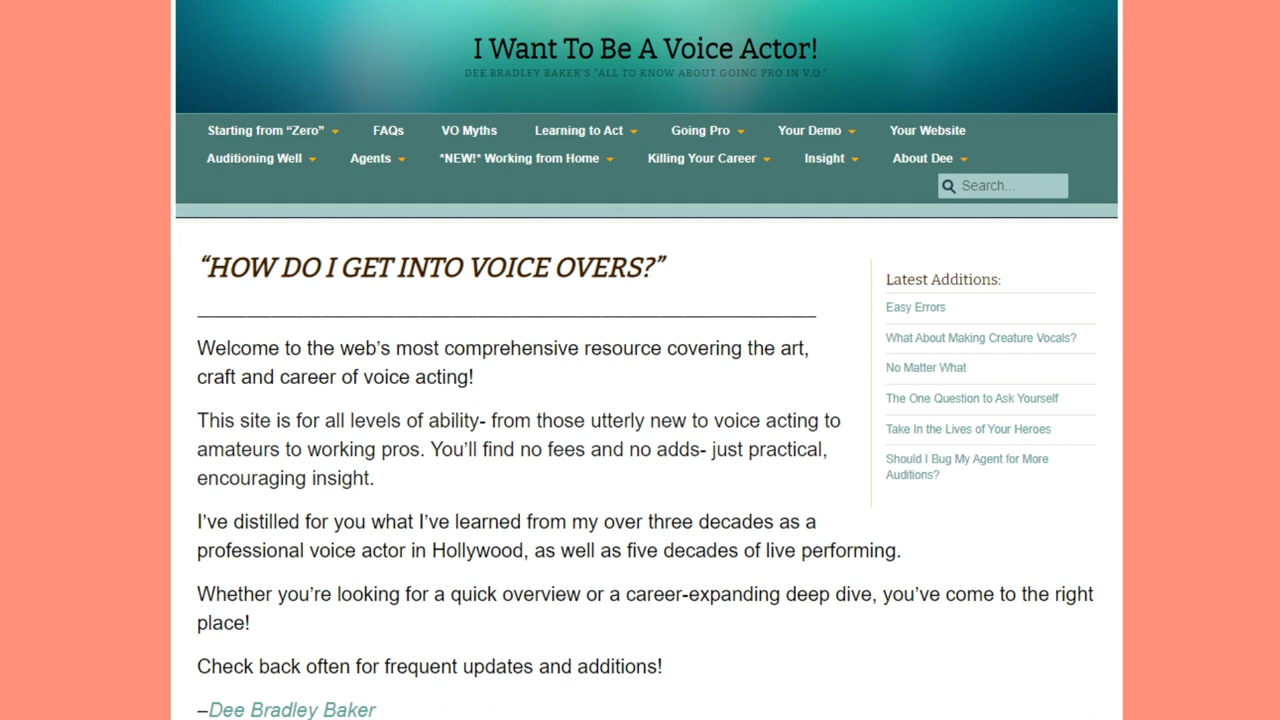 I Want To Be A Voice Actor!
DEE BRADLEY BAKER'S "ALL TO KNOW ABOUT GOING PRO IN V.O."
Starting from “Zero” FAQs VO Myths Learning to Act Going Pro Your Demo Your Website
Auditioning Well Agents *NEW!* Working from Home Killing Your Career Insight About Dee
Search...
“HOW DO I GET INTO VOICE OVERS?”
Welcome to the web’s most comprehensive resource covering the art,
craft and career of voice acting!
This site is for all levels of ability- from those utterly new to voice acting to
amateurs to working pros. You’ll find no fees and no adds- just practical,
encouraging insight.
I’ve distilled for you what I’ve learned from my over three decades as a
professional voice actor in Hollywood, as well as five decades of live performing.
Whether you’re looking for a quick overview or a career-expanding deep dive, you’ve come to the right
place!
Check back often for frequent updates and additions!
–Dee Bradley Baker
Latest Additions:
Easy Errors
What About Making Creature Vocals?
No Matter What
The One Question to Ask Yourself
Take In the Lives of Your Heroes
Should I Bug My Agent for More
Auditions?